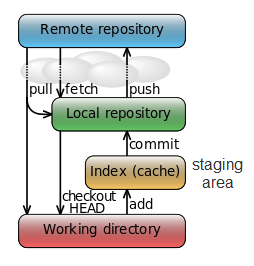 Remote repository
pull
fetch
push
Local repository
commit
Index (cache)
staging
area
checkout
HEAD
add
Working directory